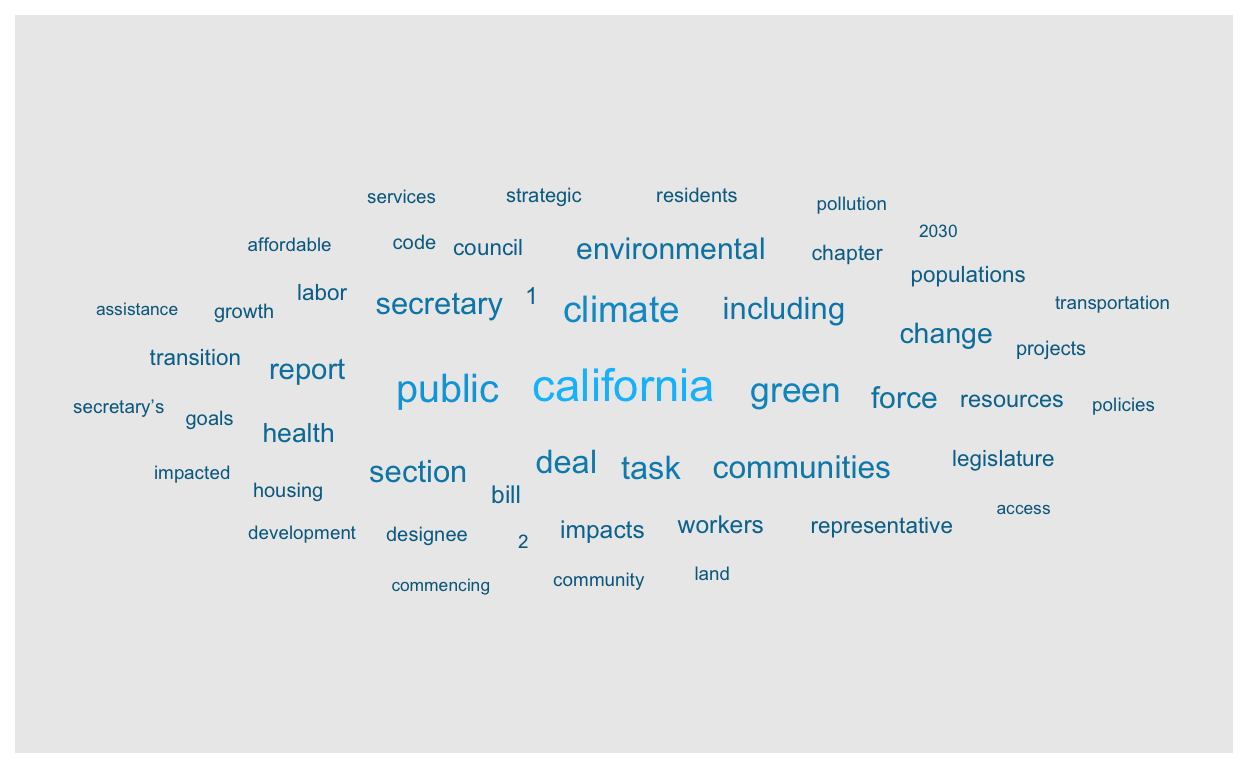 services strategic residents pollution
2030
affordable code council environmental chapter
populations
labor secretary 1 climate including transportation
assistance growth
change
transition report projects
public california green force resources policies
secretary’s goals
health
section deal task communities legislature
impacted
housing bill
access
development designee 2 impacts workers representative
commencing community land